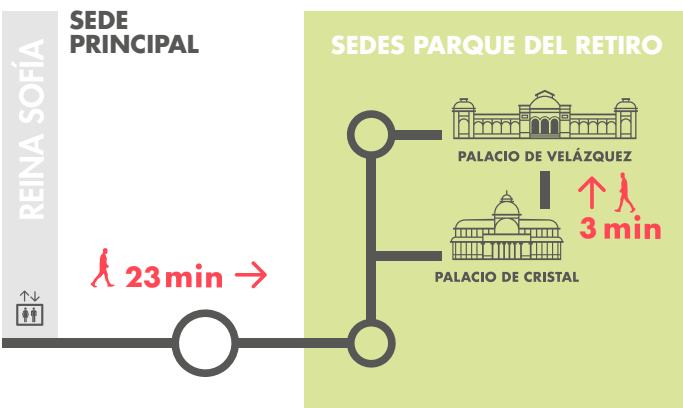 REINA SOFÍA
SEDE
PRINCIPAL
SEDES PARQUE DEL RETIRO
PALACIO DE VELÁZQUEZ
3 min
PALACIO DE CRISTAL
23 min